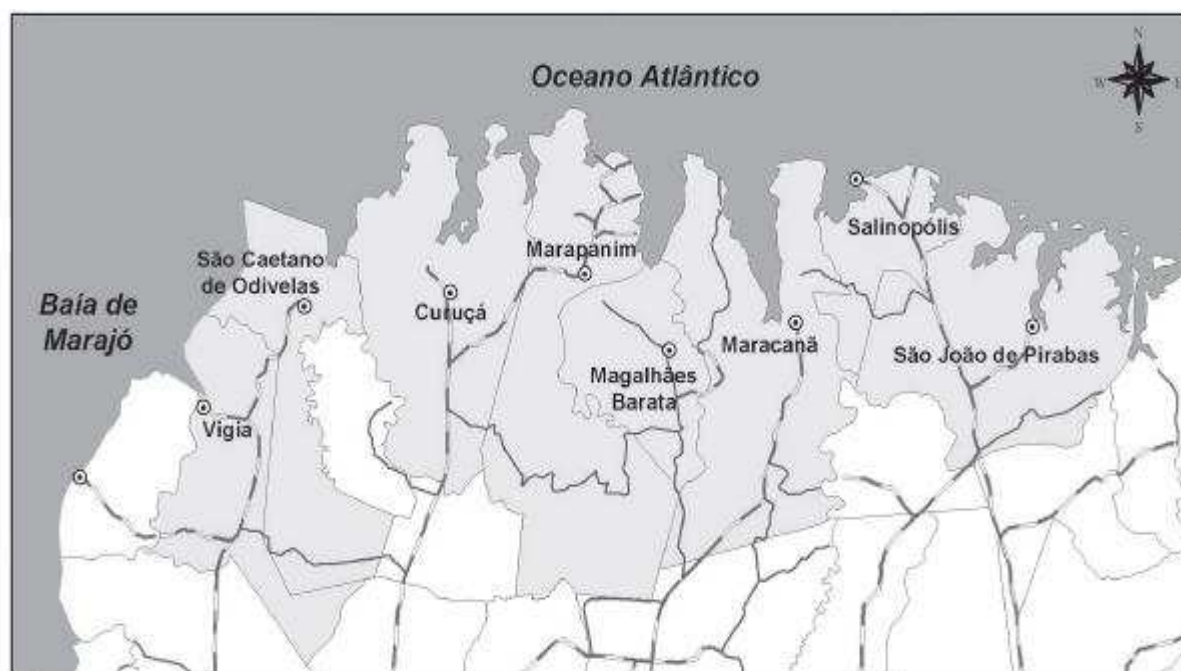 Oceano Atlântico
N
W
E
S
Salinopólis
Marapanim
São Caetano
de Odivelas
Baía de
Marajó
Curuçá
Maracanã
São João de Pirabas
Magalhães
Barata
Vigia